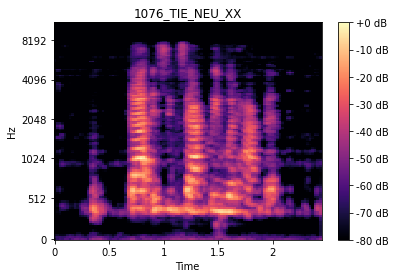 1076_TIE_NEU_XX
8192
4096
2048
1024
512
0
Hz
0
0.5
1
1.5
2
Time
+0 dB
-10 dB
-20 dB
-30 dB
-40 dB
-50 dB
-60 dB
-70 dB
-80 dB